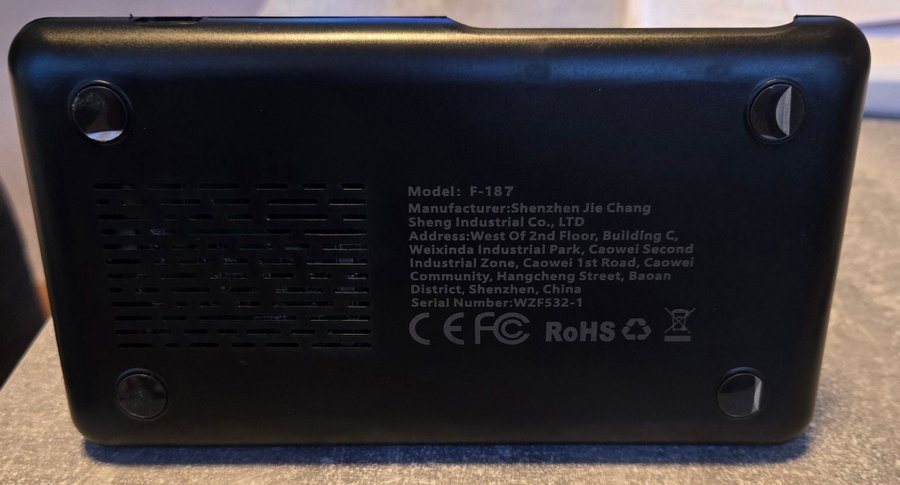 Model: F-187
Manufacturer:Shenzhen Jie Chang
Sheng Industrial Co., LTD
Address:West Of 2nd Floor, Building C,
Weixinda Industrial Park, Caowei Second
Industrial Zone, Caowei 1st Road, Caowei
Community, Hangcheng Street, Baoan
District, Shenzhen, China
Serial Number:WZF532-1
CE FC RoHS